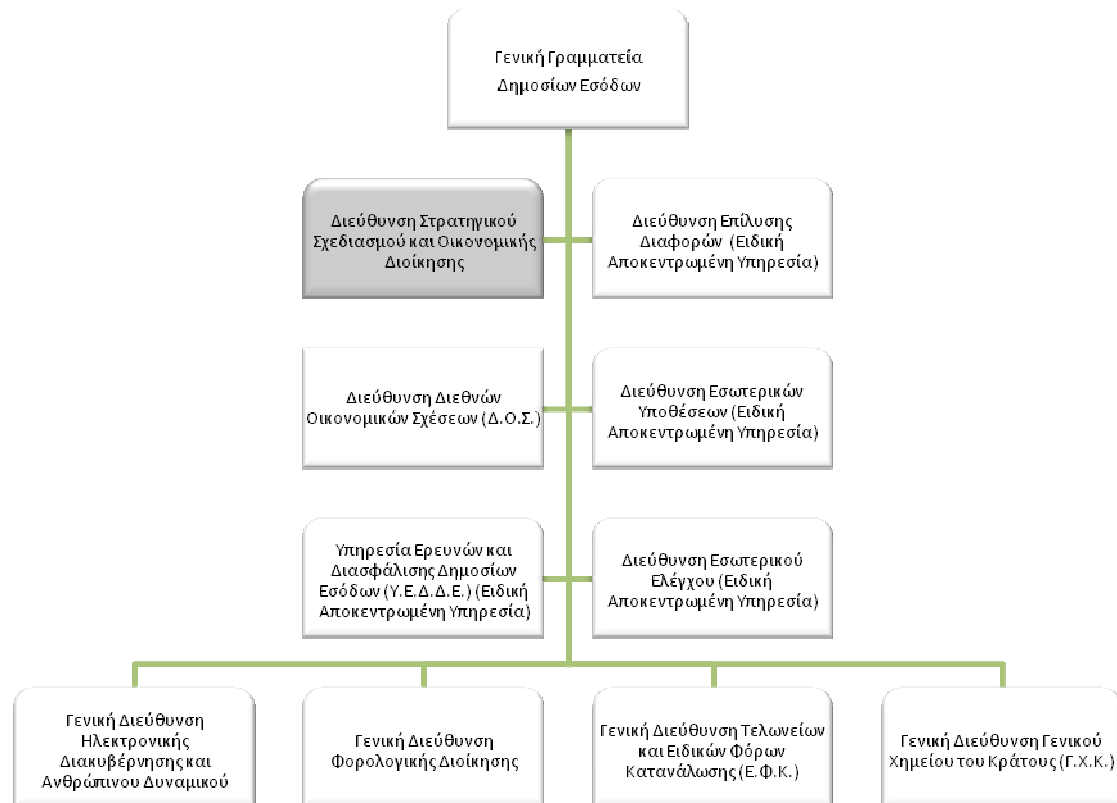 Γενική Γραμματεία
Δημοσίων Εσόδων
Διεύθυνση Στρατηγικού
Σχεδιασμού και Οικονομικής
Διοίκησης
Διεύθυνση Επίλυσης
Διαφορών (Ειδική
Αποκεντρωμένη Υπηρεσία)
Διεύθυνση Διεθνών
Οικονομικών Σχέσεων (Δ.Ο.Σ.)
Διεύθυνση Εσωτερικών
Υποθέσεων (Ειδική
Αποκεντρωμένη Υπηρεσία)
Υπηρεσία Ερευνών και
Διασφάλισης Δημοσίων
Εσόδων (Υ.Ε.Δ.Δ.Ε.) (Ειδική
Αποκεντρωμένη Υπηρεσία)
Διεύθυνση Εσωτερικού
Ελέγχου (Ειδική
Αποκεντρωμένη Υπηρεσία)
Γενική Διεύθυνση
Ηλεκτρονικής
Διακυβέρνησης και
Ανθρώπινου Δυναμικού
Γενική Διεύθυνση
Φορολογικής Διοίκησης
Γενική Διεύθυνση Τελωνείων
και Ειδικών Φόρων
Κατανάλωσης (Ε.Φ.Κ.)
Γενική Διεύθυνση Γενικού
Χημείου του Κράτους (Γ.Χ.Κ.)